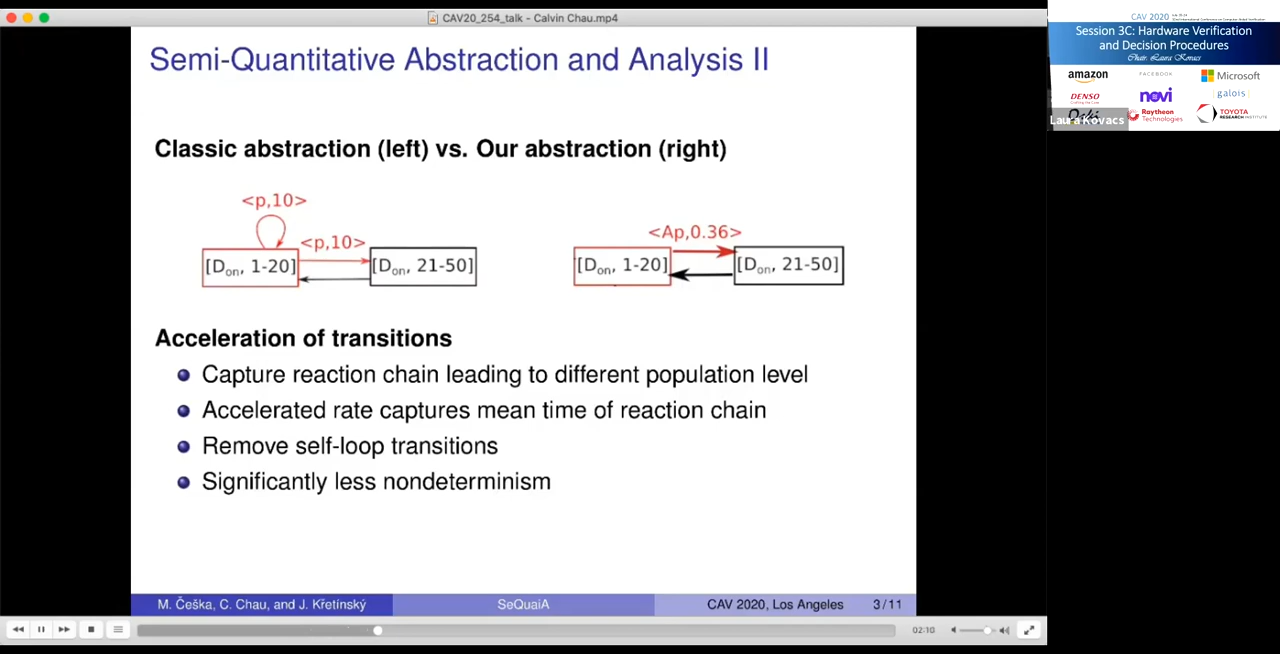 CAV20_254_talk - Calvin Chau.mp4
Semi-Quantitative Abstraction and Analysis II
Classic abstraction (left) vs. Our abstraction (right)
<p,10>
<p,10>
[Don, 1-20]
[Don, 21-50]
<Ap,0.36>
[Don, 1-20]
[Don, 21-50]
Acceleration of transitions
Capture reaction chain leading to different population level
Accelerated rate captures mean time of reaction chain
Remove self-loop transitions
Significantly less nondeterminism
M. Češka, C. Chau, and J. Křetínský
SeQuaiA
CAV 2020, Los Angeles
3/11
02:10
CAV 2020
Session 3C: Hardware Verification
and Decision Procedures
Chair: Laura Kovacs
amazon
FACEBOOK
Microsoft
DENSO
novi
galois
Raytheon
Technologies
TOYOTA
RESEARCH INSTITUTE
Laura Kovacs